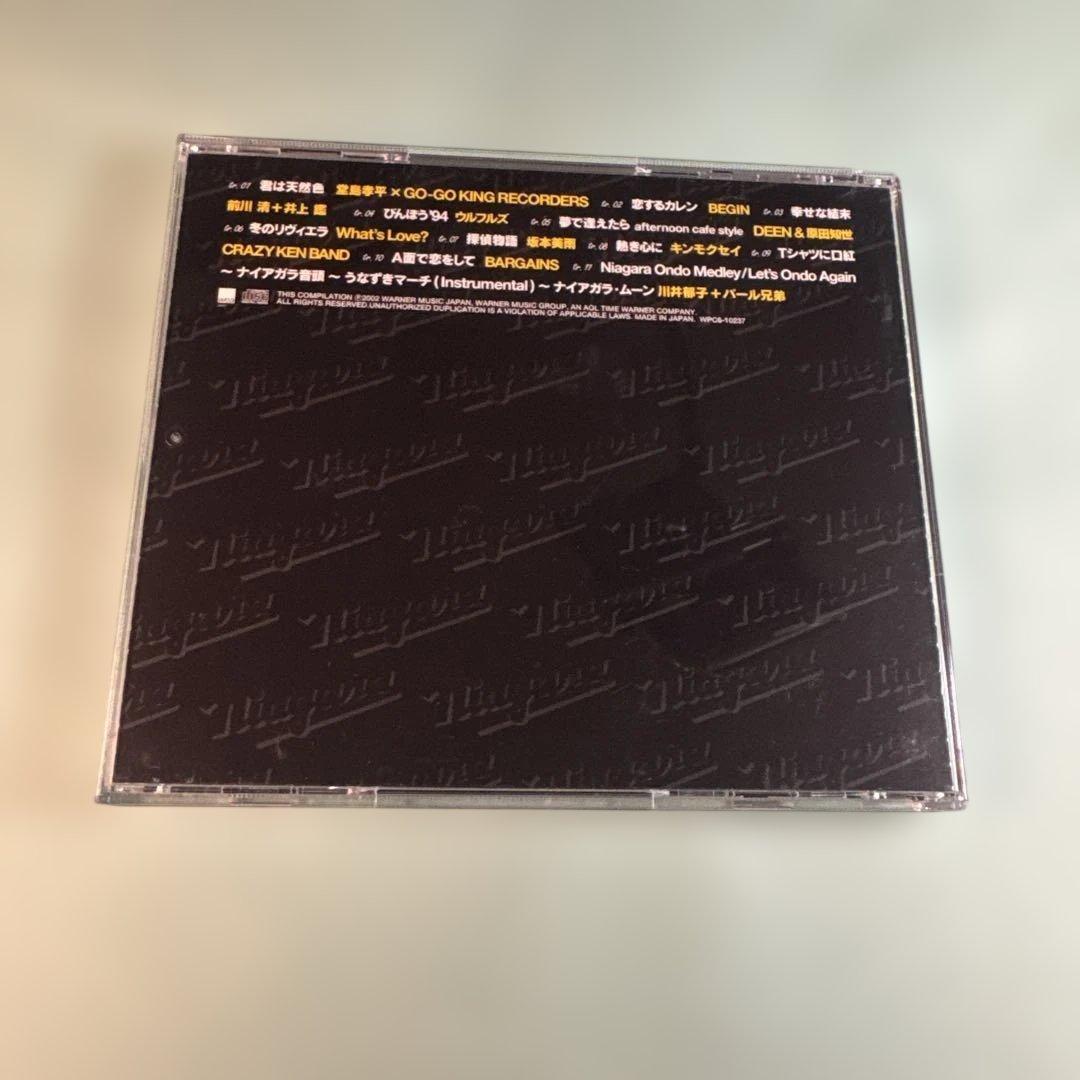 tr. 01 君は天然色 堂島孝平×GO-GO KING RECORDERS tr. 02 恋するカレン BEGIN tr. 03 幸せな結末
前川 清+井上 鑑 tr. 04 びんぼう'94 ウルフルズ tr. 05 夢で逢えたら afternoon cafe style DEEN & 原田知世
tr. 06 冬のリヴィエラ What's Love? tr. 07 探偵物語 坂本美雨 tr. 08 熱き心に キンモクセイ tr. 09 Tシャツに口紅
CRAZY KEN BAND tr. 10 A面で恋をして BARGAINS tr. 11 Niagara Ondo Medley/Let's Ondo Again
〜ナイアガラ音頭〜うなずきマーチ(Instrumental)〜ナイアガラ・ムーン 川井郁子+パール兄弟
THIS COMPILATION ℗2002 WARNER MUSIC JAPAN, WARNER MUSIC GROUP. AN AOL TIME WARNER COMPANY.
ALL RIGHTS RESERVED.UNAUTHORIZED DUPLICATION IS A VIOLATION OF APPLICABLE LAWS. MADE IN JAPAN. WPC6-10237